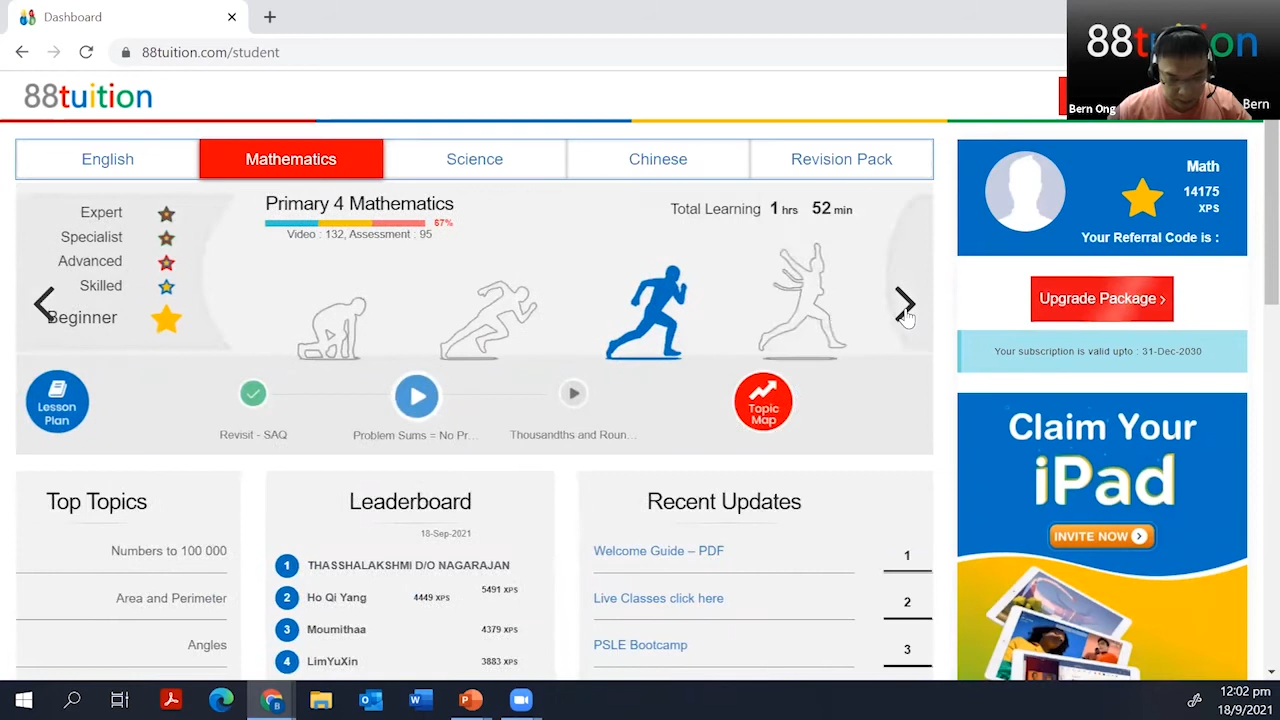 Dashboard
88tuition.com/student
88tuition
88tuition
Bern Ong
Bern
English
Mathematics
Science
Chinese
Revision Pack
Expert
Specialist
Advanced
Skilled
Beginner
Primary 4 Mathematics
67%
Video : 132, Assessment : 95
Total Learning 1 hrs 52 min
Lesson
Plan
Revisit - SAQ
Problem Sums = No Pr...
Thousandths and Roun...
Topic
Map
Math
14175
XPS
Your Referral Code is :
Upgrade Package ›
Your subscription is valid upto : 31-Dec-2030
Claim Your
iPad
INVITE NOW
Top Topics
Numbers to 100 000
Area and Perimeter
Angles
Leaderboard
18-Sep-2021
1 THASSHALAKSHMI D/O NAGARAJAN
5491 XPS
2 Ho Qi Yang 4449 XPS
3 Moumithaa 4379 XPS
4 LimYuXin 3883 XPS
Recent Updates
Welcome Guide – PDF 1
Live Classes click here 2
PSLE Bootcamp 3
12:02 pm
18/9/2021